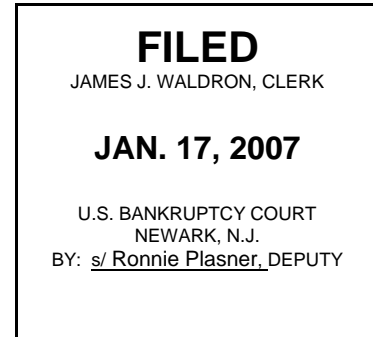 FILED
JAMES J. WALDRON, CLERK
JAN. 17, 2007
U.S. BANKRUPTCY COURT
NEWARK, N.J.
BY: s/ Ronnie Plasner, DEPUTY